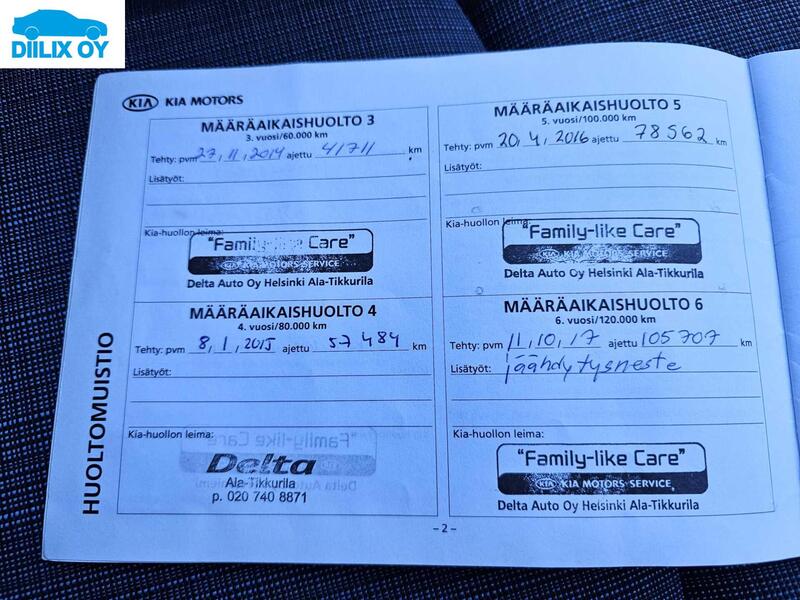 DIILIX OY
KIA KIA MOTORS
MÄÄRÄAIKAISHUOLTO 3
3. vuosi/60.000 km
Tehty: pvm 27, 11, 2014 ajettu 41711 km
Lisätyöt:
Kia-huollon leima:
"Family-like Care"
KIA KIA MOTORS SERVICE
Delta Auto Oy Helsinki Ala-Tikkurila
MÄÄRÄAIKAISHUOLTO 4
4. vuosi/80.000 km
Tehty: pvm 8, 1, 2015 ajettu 57484 km
Lisätyöt:
Kia-huollon leima:
Delta
Ala-Tikkurila
p. 020 740 8871
MÄÄRÄAIKAISHUOLTO 5
5. vuosi/100.000 km
Tehty: pvm 20, 4, 2016 ajettu 78562 km
Lisätyöt:
Kia-huollon leima:
"Family-like Care"
KIA KIA MOTORS SERVICE
Delta Auto Oy Helsinki Ala-Tikkurila
MÄÄRÄAIKAISHUOLTO 6
6. vuosi/120.000 km
Tehty: pvm 11, 10, 17 ajettu 105707 km
Lisätyöt: jäähdytysneste
Kia-huollon leima:
"Family-like Care"
KIA KIA MOTORS SERVICE
Delta Auto Oy Helsinki Ala-Tikkurila
HUOLTOMUISTIO
- 2 -